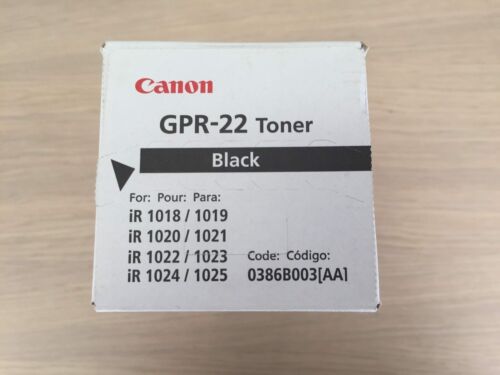 Canon
GPR-22 Toner
Black
For: Pour: Para:
iR 1018 / 1019
iR 1020 / 1021
iR 1022 / 1023 Code: Código:
iR 1024 / 1025 0386B003[AA]